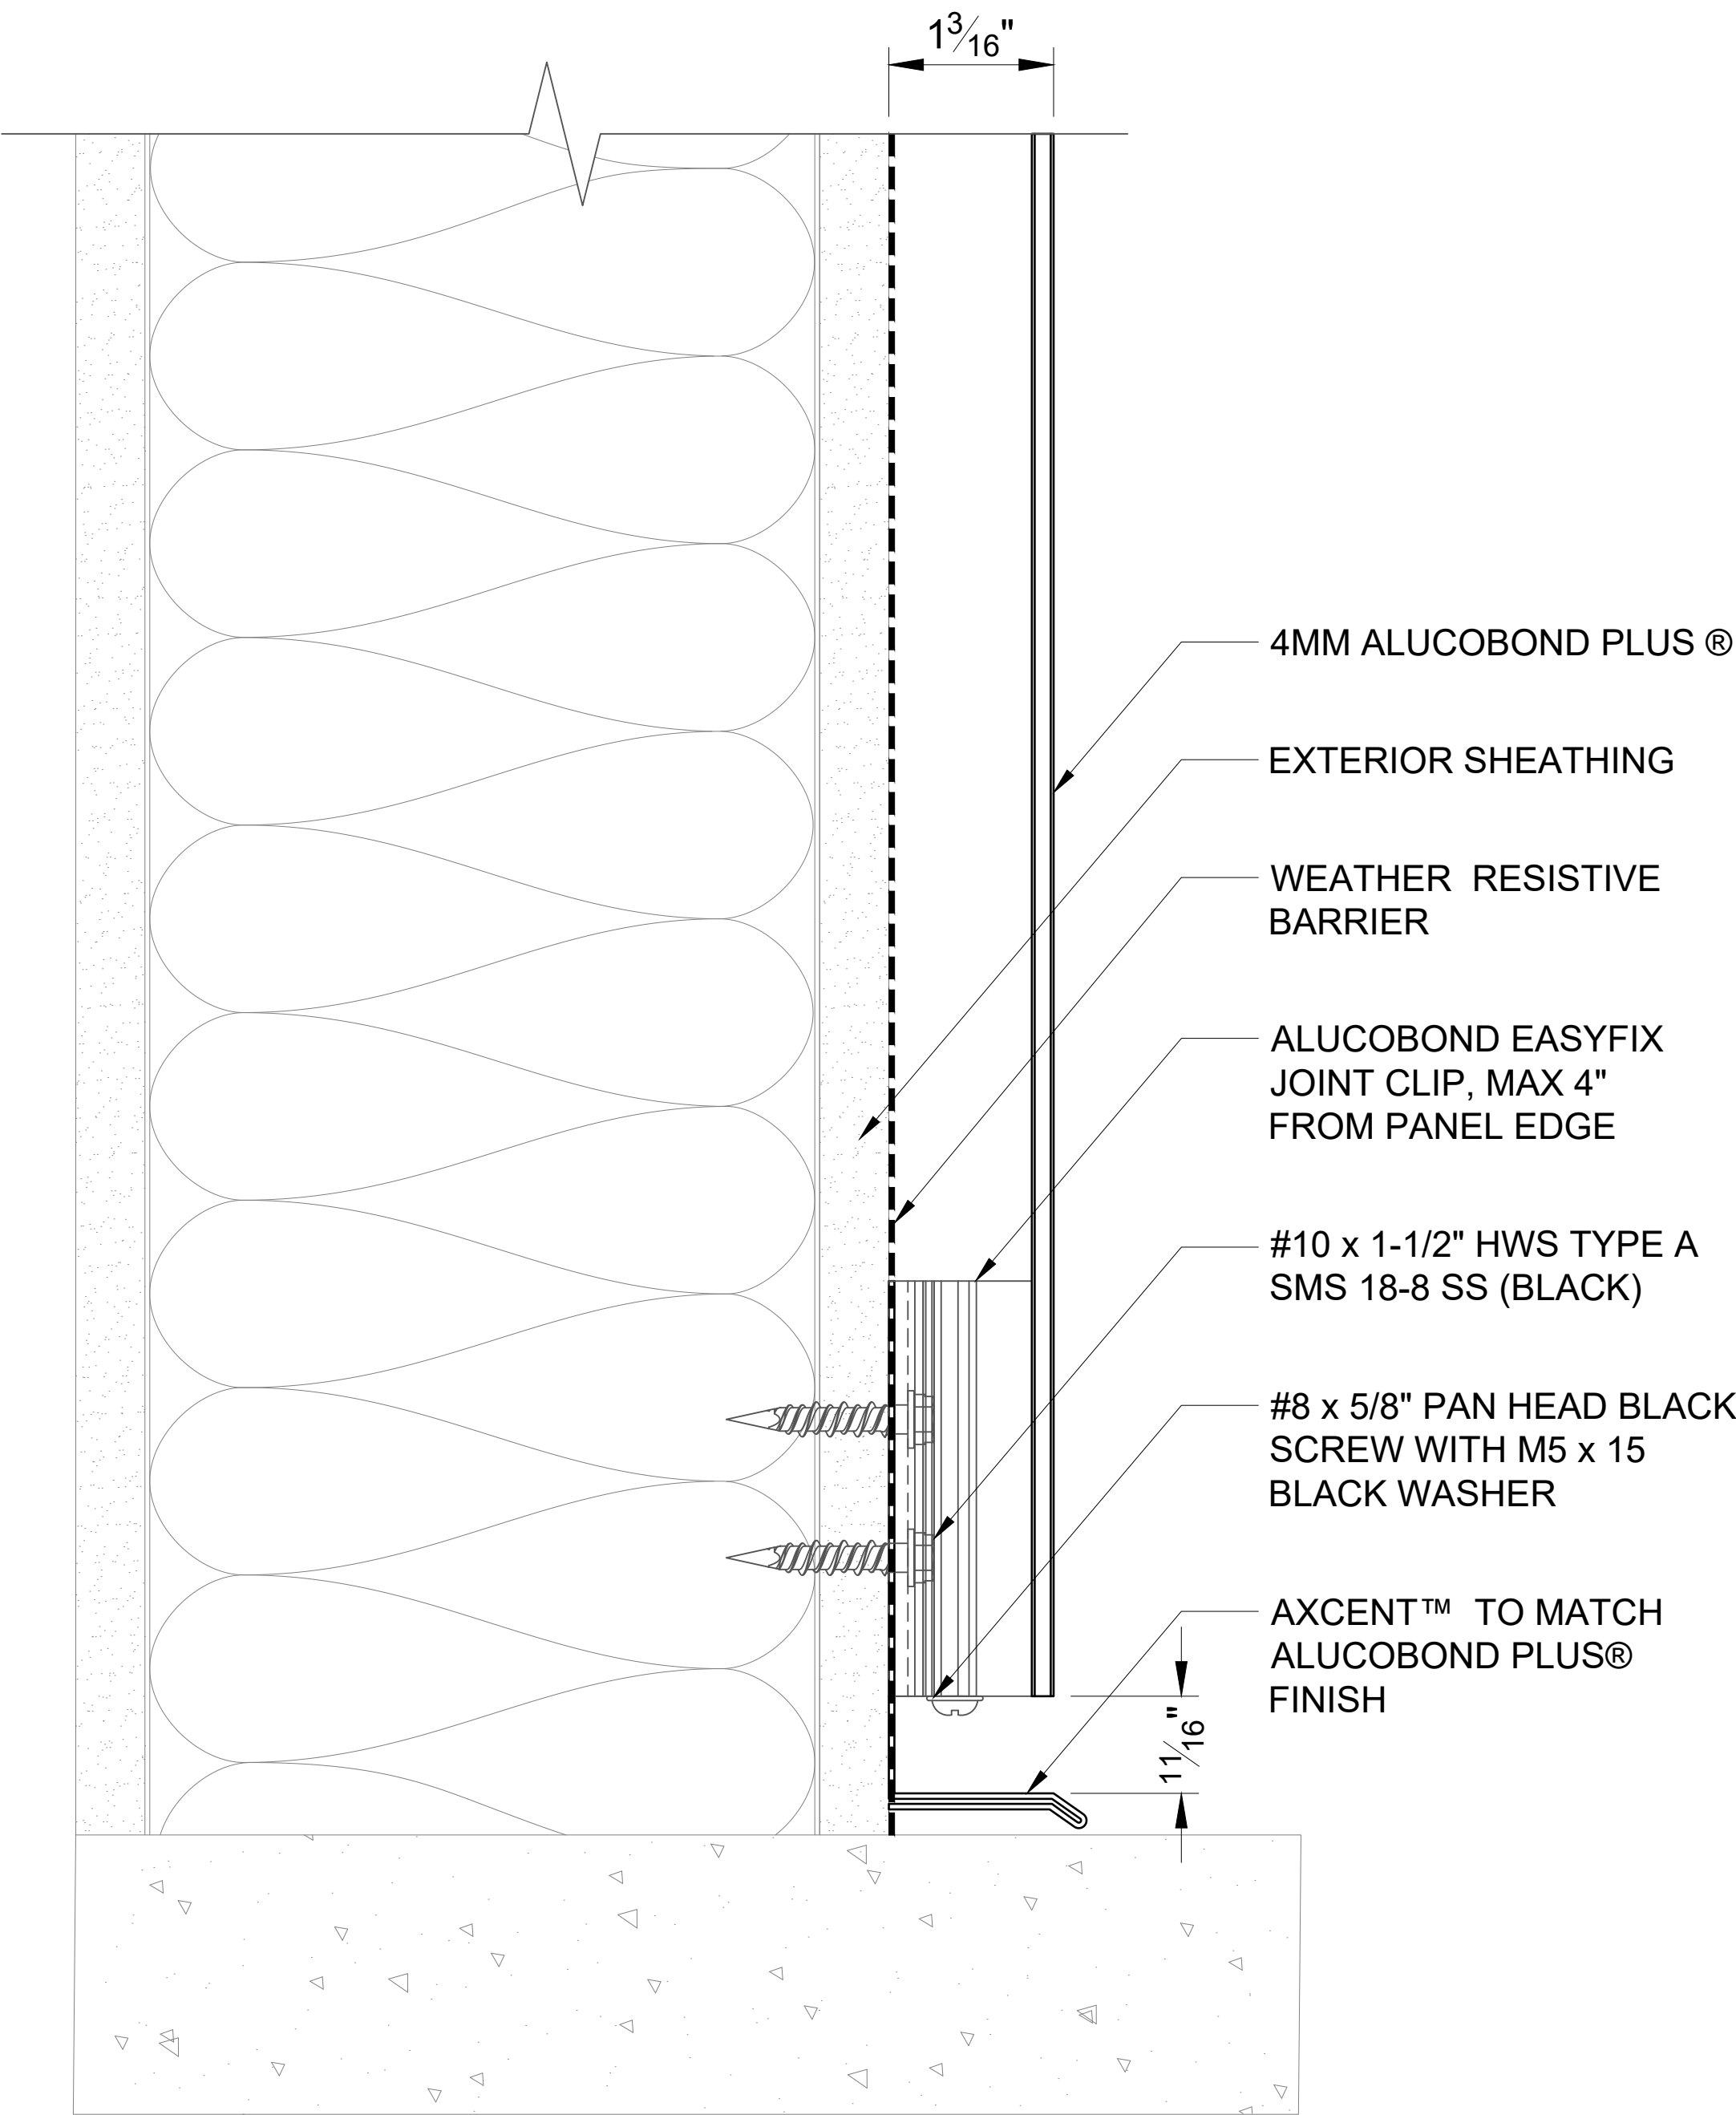 1 3/16"
4MM ALUCOBOND PLUS ®
EXTERIOR SHEATHING
WEATHER RESISTIVE
BARRIER
ALUCOBOND EASYFIX
JOINT CLIP, MAX 4"
FROM PANEL EDGE
#10 x 1-1/2" HWS TYPE A
SMS 18-8 SS (BLACK)
#8 x 5/8" PAN HEAD BLACK
SCREW WITH M5 x 15
BLACK WASHER
AXCENT™ TO MATCH
ALUCOBOND PLUS®
FINISH
11/16"